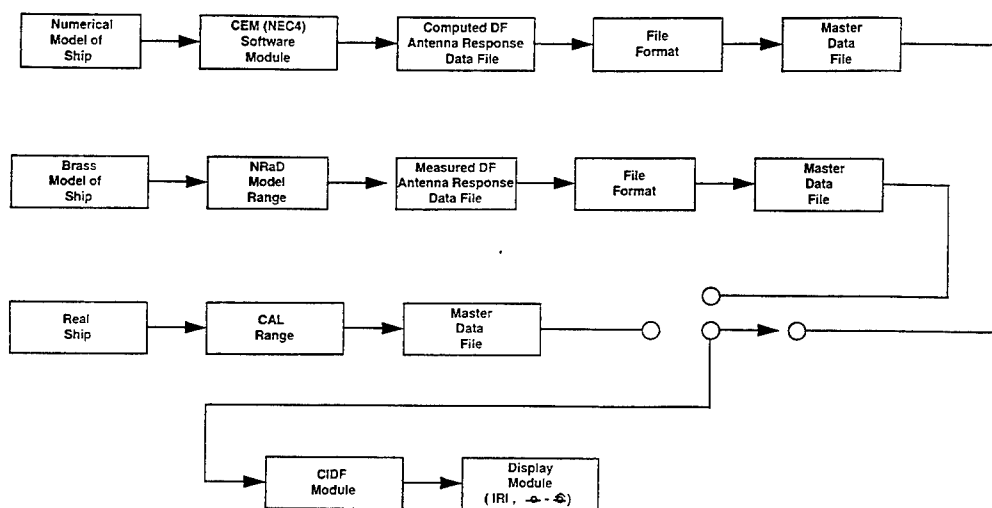 Numerical
Model of
Ship
CEM (NEC4)
Software
Module
Computed DF
Antenna Response
Data File
File
Format
Master
Data
File
Brass
Model of
Ship
NRaD
Model
Range
Measured DF
Antenna Response
Data File
File
Format
Master
Data
File
Real
Ship
CAL
Range
Master
Data
File
CIDF
Module
Display
Module
( IRI ,